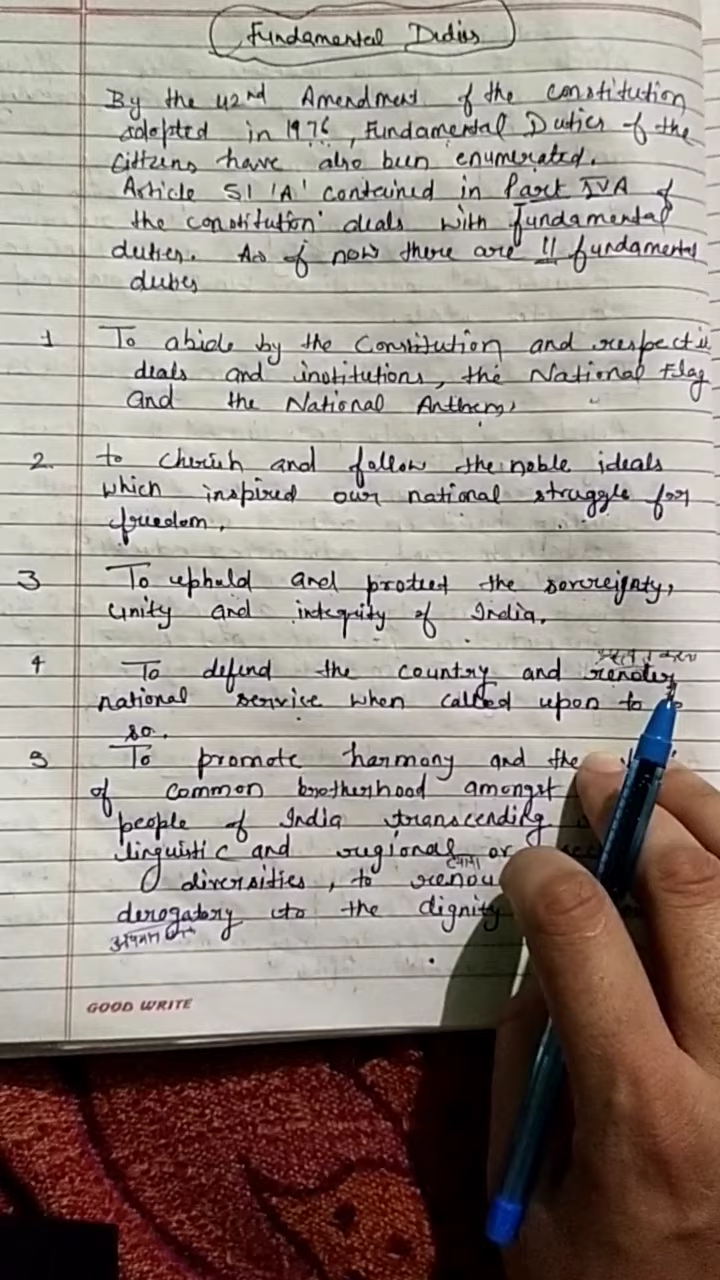 Fundamental Duties
By the 42nd Amendment of the constitution
adopted in 1976, Fundamental Duties of the
Citizens have also been enumerated.
Article 51 'A' contained in Part IVA of
the constitution deals with fundamental
duties. As of now there are 11 fundamental
duties
1 To abide by the Constitution and respect
deals and institutions, the National Flag
and the National Anthem,
2. to cherish and follow the noble ideals
which inspired our national struggle for
freedom,
3 To uphold and protect the sovereignty,
Unity and integrity of India.
4 To defend the country and render
national service when called upon to
so.
5 To promote harmony and the
of common brotherhood amongst
people of India transcending
linguistic and regional or
diversities, to
derogatory to the dignity
GOOD WRITE